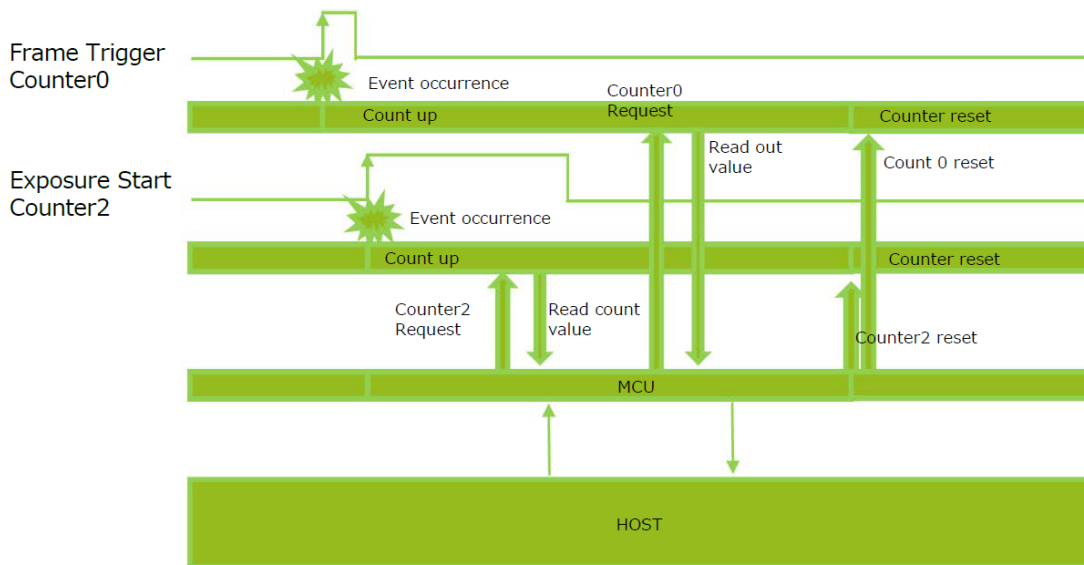 Frame Trigger
Counter0
Event occurrence
Counter0
Request
Count up
Counter reset
Read out
value
Count 0 reset
Exposure Start
Counter2
Event occurrence
Count up
Counter reset
Counter2
Request
Read count
value
Counter2 reset
MCU
HOST